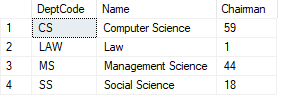 DeptCode Name Chaiman
1 CS Computer Science 59
2 LAW Law 1
3 MS Management Science 44
4 SS Social Science 18